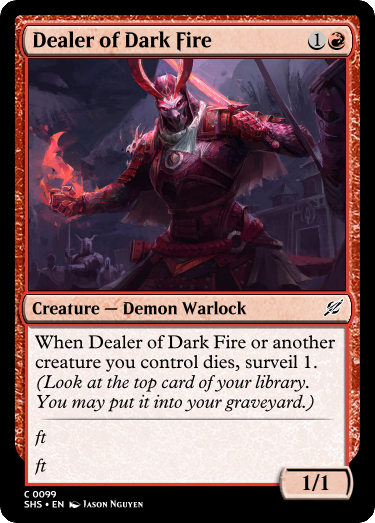 Dealer of Dark Fire 1
Creature — Demon Warlock
When Dealer of Dark Fire or another
creature you control dies, surveil 1.
(Look at the top card of your library.
You may put it into your graveyard.)
ft
ft
1/1
C 0099
SHS • EN Jason Nguyen